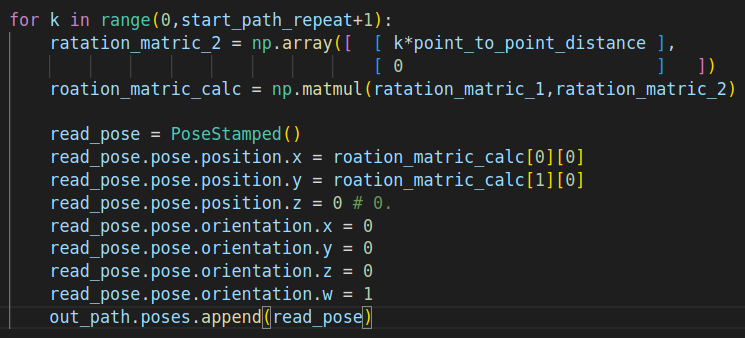 for k in range(0,start_path_repeat+1):
    ratation_matric_2 = np.array([  [ k*point_to_point_distance ],
                                    [ 0                         ]   ])
    roation_matric_calc = np.matmul(ratation_matric_1,ratation_matric_2)

    read_pose = PoseStamped()
    read_pose.pose.position.x = roation_matric_calc[0][0]
    read_pose.pose.position.y = roation_matric_calc[1][0]
    read_pose.pose.position.z = 0 # 0.
    read_pose.pose.orientation.x = 0
    read_pose.pose.orientation.y = 0
    read_pose.pose.orientation.z = 0
    read_pose.pose.orientation.w = 1
    out_path.poses.append(read_pose)